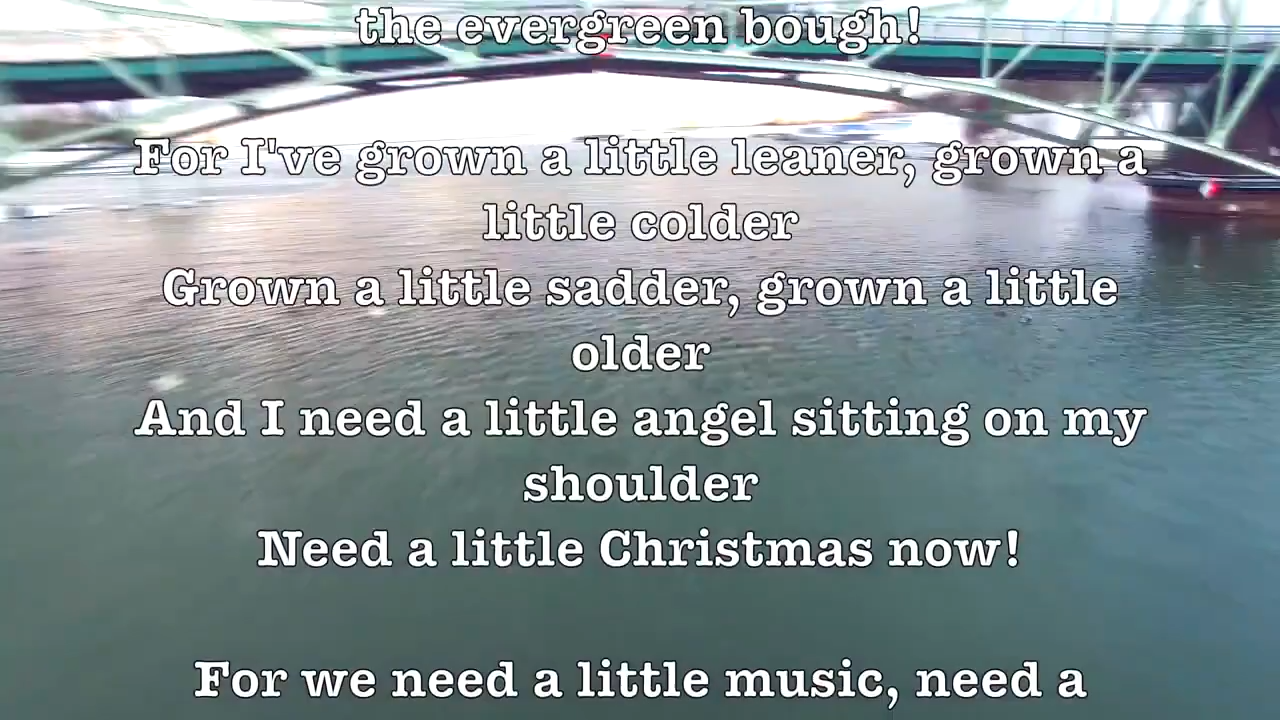 the evergreen bough!
For I've grown a little leaner, grown a
little colder
Grown a little sadder, grown a little
older
And I need a little angel sitting on my
shoulder
Need a little Christmas now!
For we need a little music, need a